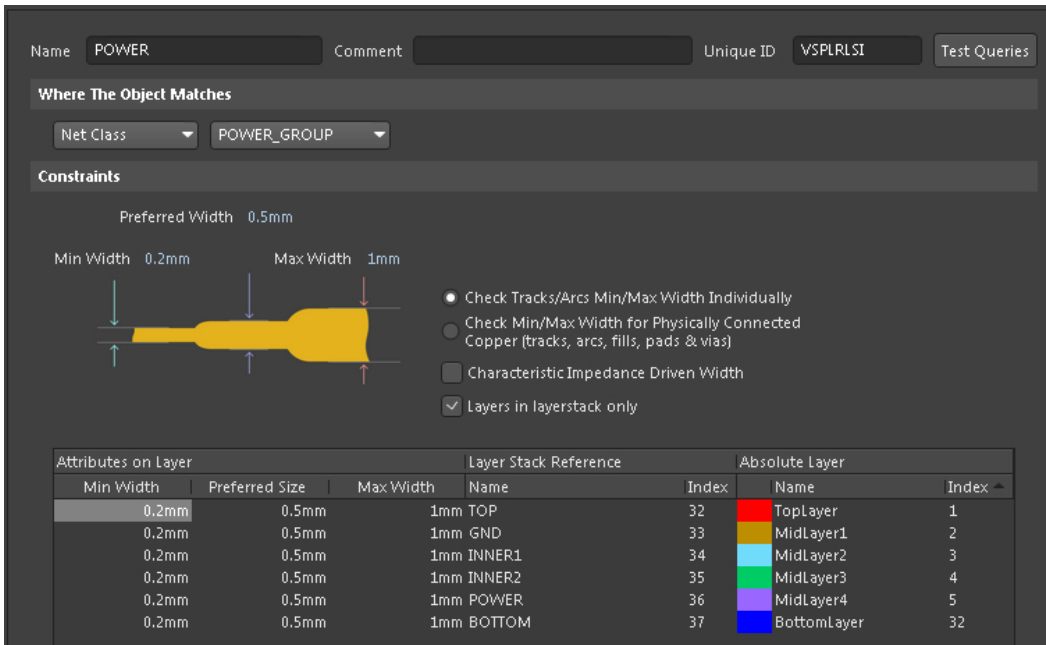 Name POWER Comment Unique ID VSPLRLSI Test Queries
Where The Object Matches
Net Class POWER_GROUP
Constraints
Preferred Width 0.5mm
Min Width 0.2mm Max Width 1mm
Check Tracks/Arcs Min/Max Width Individually
Check Min/Max Width for Physically Connected
Copper (tracks, arcs, fills, pads & vias)
Characteristic Impedance Driven Width
Layers in layerstack only
Attributes on Layer Layer Stack Reference Absolute Layer
Min Width Preferred Size Max Width Name Index Name Index
0.2mm 0.5mm 1mm TOP 32 TopLayer 1
0.2mm 0.5mm 1mm GND 33 MidLayer1 2
0.2mm 0.5mm 1mm INNER1 34 MidLayer2 3
0.2mm 0.5mm 1mm INNER2 35 MidLayer3 4
0.2mm 0.5mm 1mm POWER 36 MidLayer4 5
0.2mm 0.5mm 1mm BOTTOM 37 BottomLayer 32